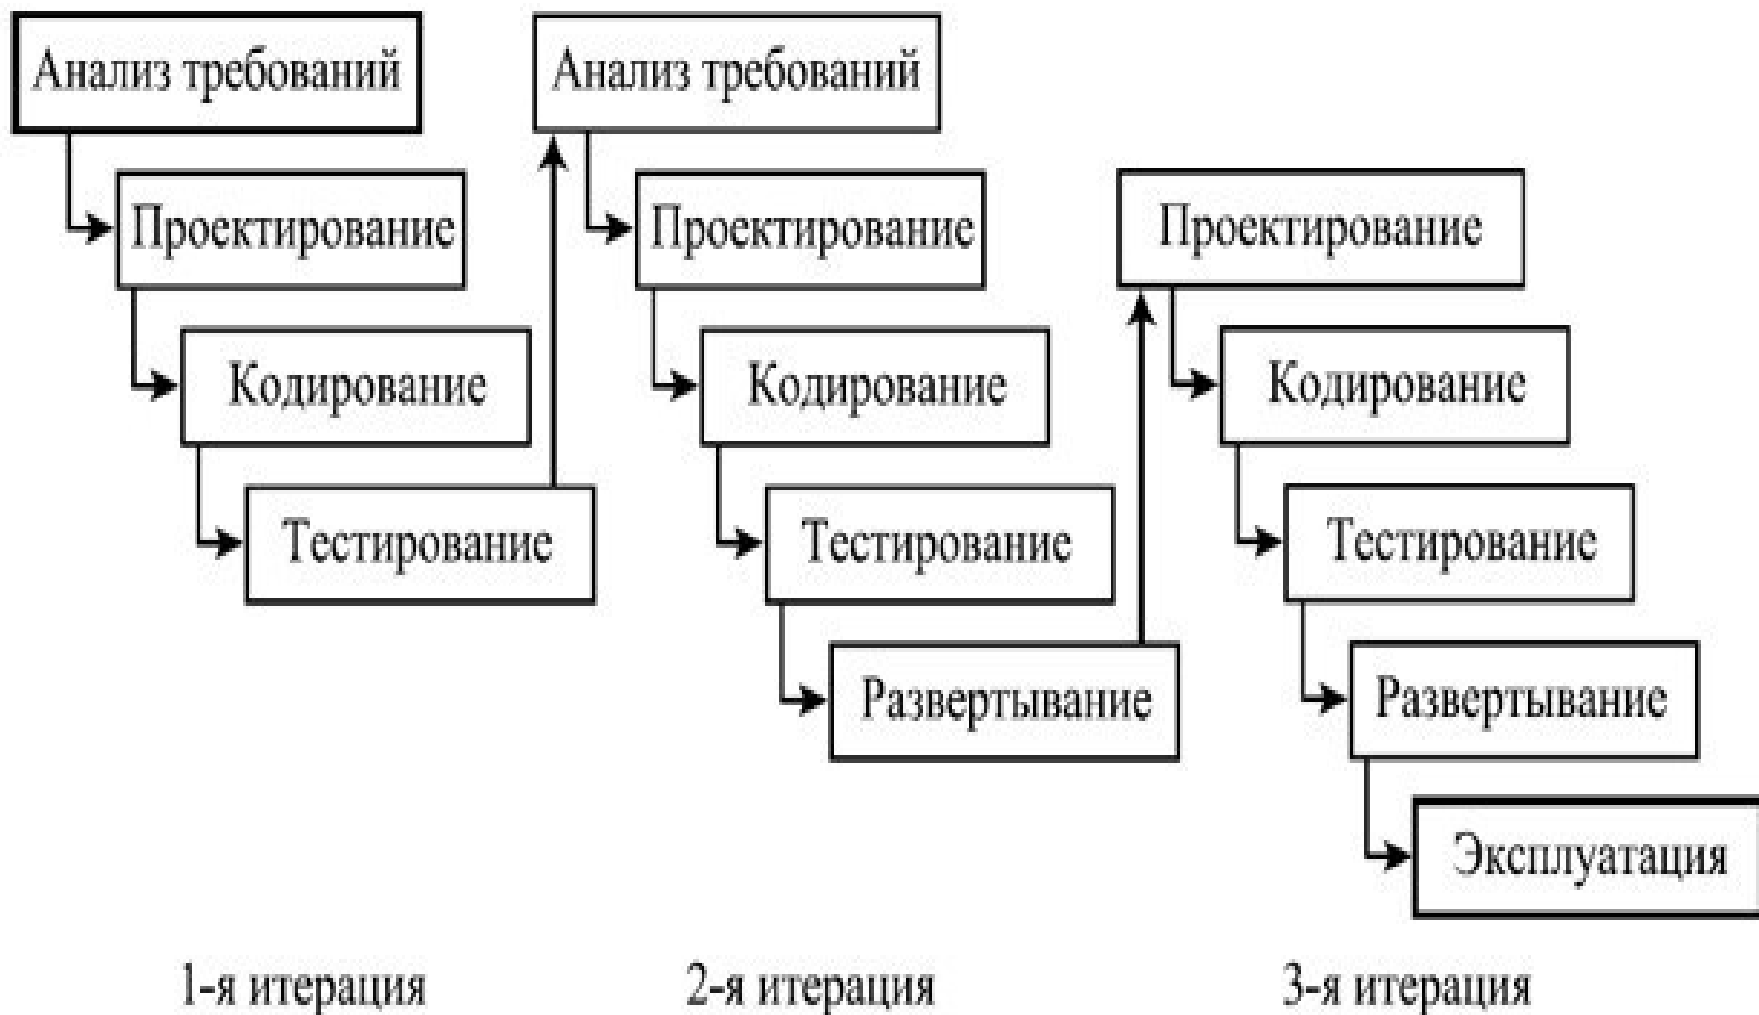 Анализ требований
Проектирование
Кодирование
Тестирование
Анализ требований
Проектирование
Кодирование
Тестирование
Развертывание
Проектирование
Кодирование
Тестирование
Развертывание
Эксплуатация
1-я итерация
2-я итерация
3-я итерация